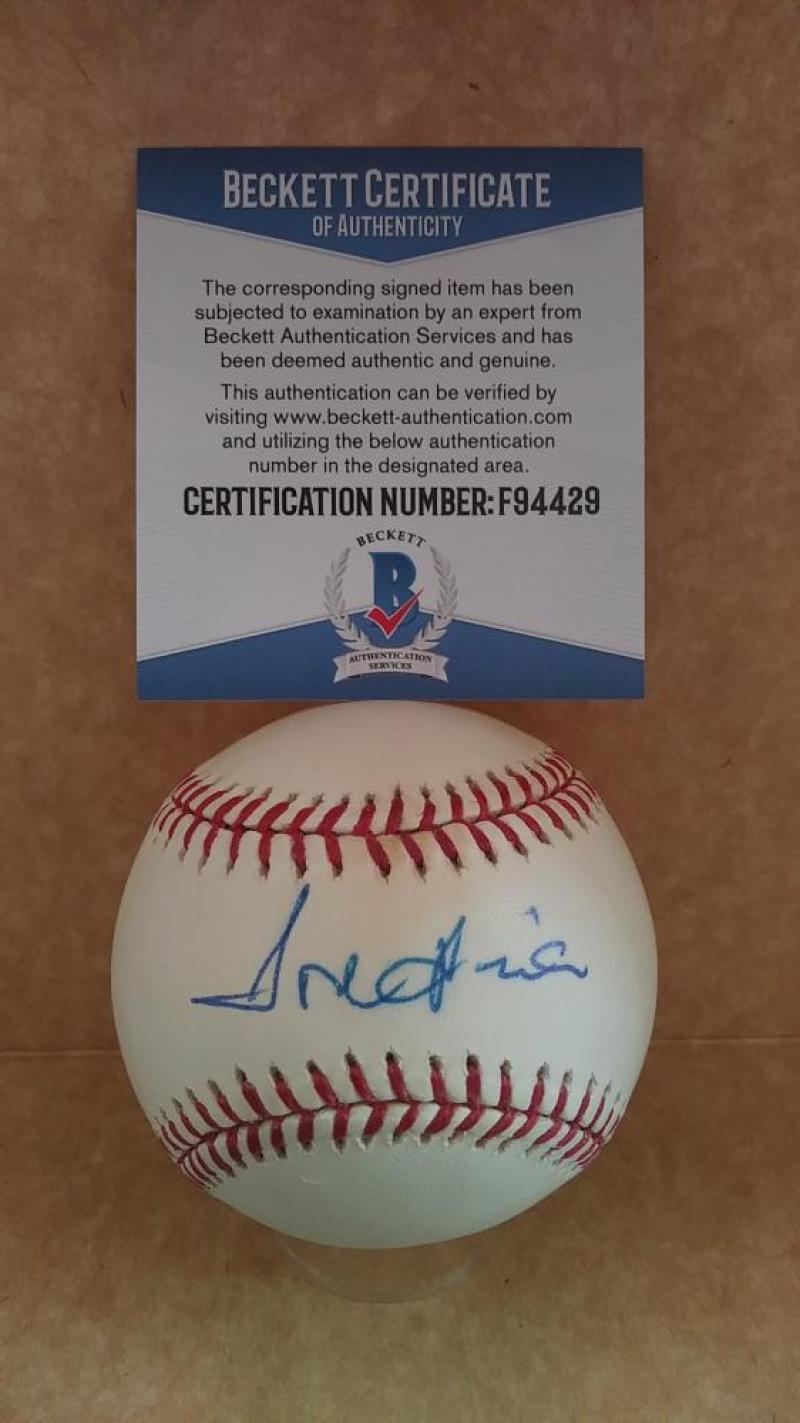 BECKETT CERTIFICATE
OF AUTHENTICITY
The corresponding signed item has been
subjected to examination by an expert from
Beckett Authentication Services and has
been deemed authentic and genuine.
This authentication can be verified by
visiting www.beckett-authentication.com
and utilizing the below authentication
number in the designated area.
CERTIFICATION NUMBER: F94429
BECKETT
B
AUTHENTICATION
SERVICES